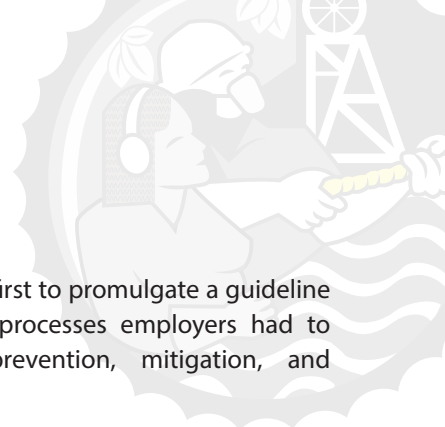 irst to promulgate a guideline
processes employers had to
revention, mitigation, and